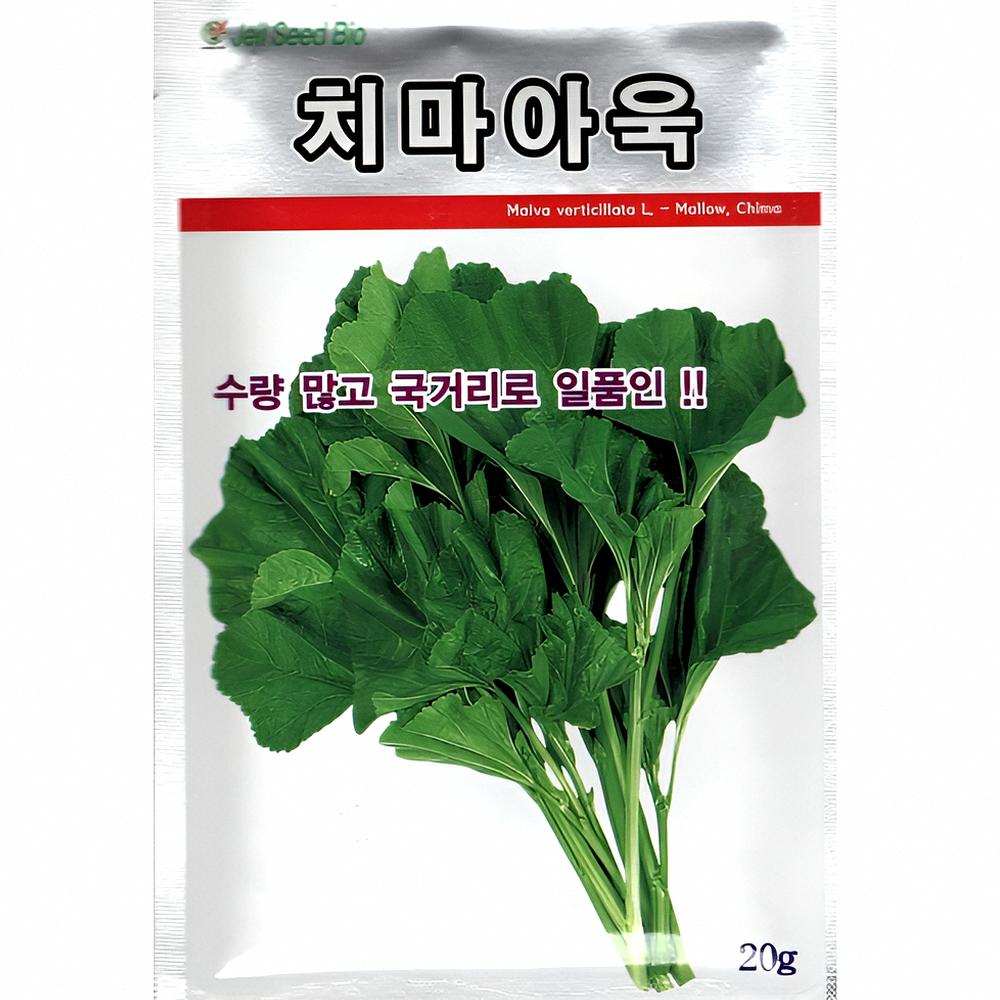 Seed Bio
치마아욱
Malva verticillata L. - Mallow, Chima
수량 많고 국거리로 일품인 !!
20g